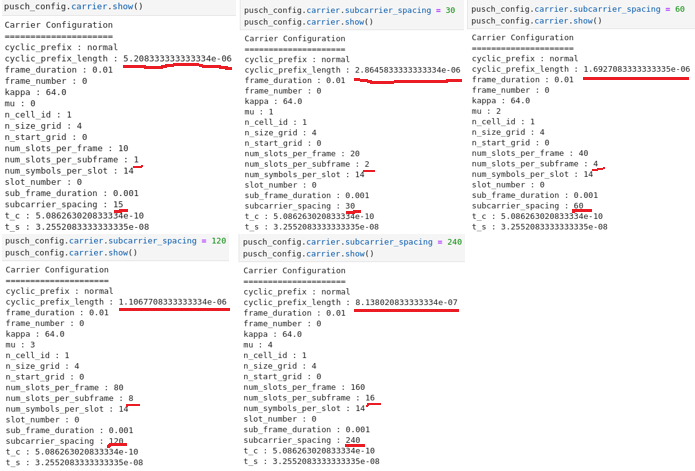 pusch_config.carrier.show()
Carrier Configuration
=====================
cyclic_prefix : normal
cyclic_prefix_length : 5.208333333333334e-06
frame_duration : 0.01
frame_number : 0
kappa : 64.0
mu : 0
n_cell_id : 1
n_size_grid : 4
n_start_grid : 0
num_slots_per_frame : 10
num_slots_per_subframe : 1
num_symbols_per_slot : 14
slot_number : 0
sub_frame_duration : 0.001
subcarrier_spacing : 15
t_c : 5.086263020833334e-10
t_s : 3.2552083333333335e-08
pusch_config.carrier.subcarrier_spacing = 30
pusch_config.carrier.show()
Carrier Configuration
=====================
cyclic_prefix : normal
cyclic_prefix_length : 2.8645833333333334e-06
frame_duration : 0.01
frame_number : 0
kappa : 64.0
mu : 1
n_cell_id : 1
n_size_grid : 4
n_start_grid : 0
num_slots_per_frame : 20
num_slots_per_subframe : 2
num_symbols_per_slot : 14
slot_number : 0
sub_frame_duration : 0.001
subcarrier_spacing : 30
t_c : 5.086263020833334e-10
t_s : 3.2552083333333335e-08
pusch_config.carrier.subcarrier_spacing = 60
pusch_config.carrier.show()
Carrier Configuration
=====================
cyclic_prefix : normal
cyclic_prefix_length : 1.6927083333333335e-06
frame_duration : 0.01
frame_number : 0
kappa : 64.0
mu : 2
n_cell_id : 1
n_size_grid : 4
n_start_grid : 0
num_slots_per_frame : 40
num_slots_per_subframe : 4
num_symbols_per_slot : 14
slot_number : 0
sub_frame_duration : 0.001
subcarrier_spacing : 60
t_c : 5.086263020833334e-10
t_s : 3.2552083333333335e-08
pusch_config.carrier.subcarrier_spacing = 120
pusch_config.carrier.show()
Carrier Configuration
=====================
cyclic_prefix : normal
cyclic_prefix_length : 1.1067708333333334e-06
frame_duration : 0.01
frame_number : 0
kappa : 64.0
mu : 3
n_cell_id : 1
n_size_grid : 4
n_start_grid : 0
num_slots_per_frame : 80
num_slots_per_subframe : 8
num_symbols_per_slot : 14
slot_number : 0
sub_frame_duration : 0.001
subcarrier_spacing : 120
t_c : 5.086263020833334e-10
t_s : 3.2552083333333335e-08
pusch_config.carrier.subcarrier_spacing = 240
pusch_config.carrier.show()
Carrier Configuration
=====================
cyclic_prefix : normal
cyclic_prefix_length : 8.138020833333334e-07
frame_duration : 0.01
frame_number : 0
kappa : 64.0
mu : 4
n_cell_id : 1
n_size_grid : 4
n_start_grid : 0
num_slots_per_frame : 160
num_slots_per_subframe : 16
num_symbols_per_slot : 14
slot_number : 0
sub_frame_duration : 0.001
subcarrier_spacing : 240
t_c : 5.086263020833334e-10
t_s : 3.2552083333333335e-08